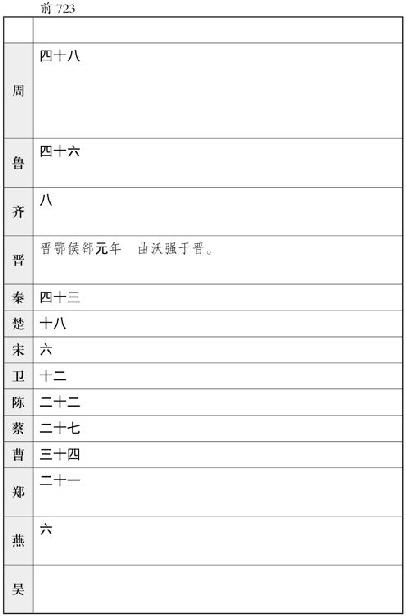 前 723
周 四十八
鲁 四十六
齐 八
晋 晋鄂侯郤元年 曲沃强于晋。
秦 四十三
楚 十八
宋 六
卫 十二
陈 二十二
蔡 二十七
曹 三十四
郑 二十一
燕 六
吴